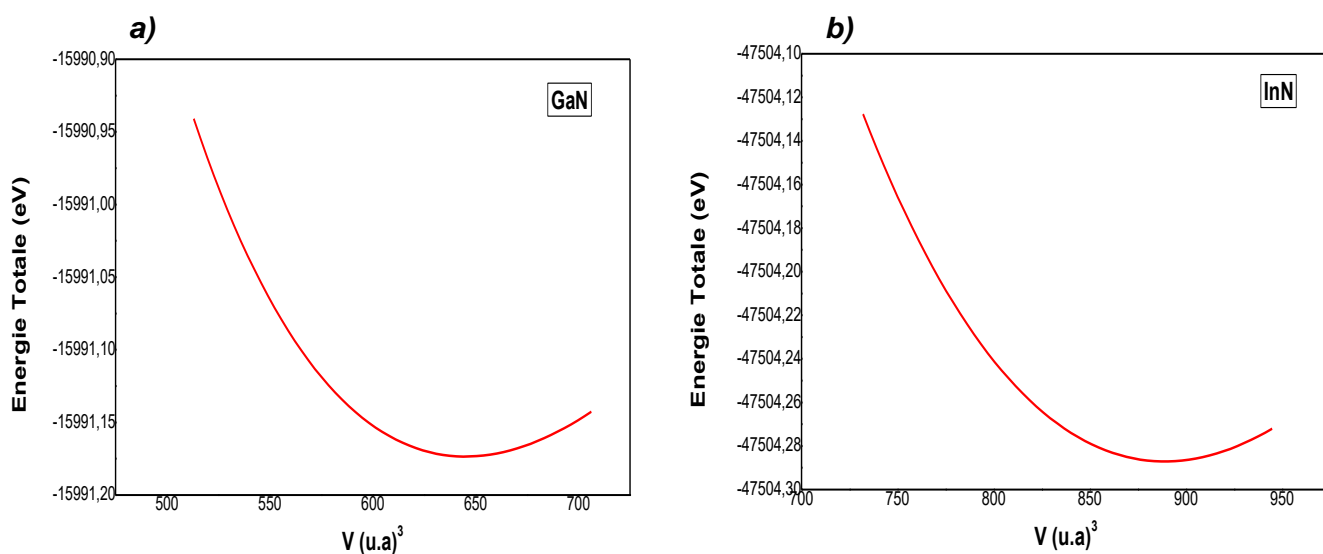 a)
-15990,90
-15990,95
-15991,00
-15991,05
-15991,10
-15991,15
-15991,20
Energie Totale (eV)
GaN
500 550 600 650 700
V (u.a)³
b)
-47504,10
-47504,12
-47504,14
-47504,16
-47504,18
-47504,20
-47504,22
-47504,24
-47504,26
-47504,28
-47504,30
Energie Totale (eV)
InN
700 750 800 850 900 950
V (u.a)³